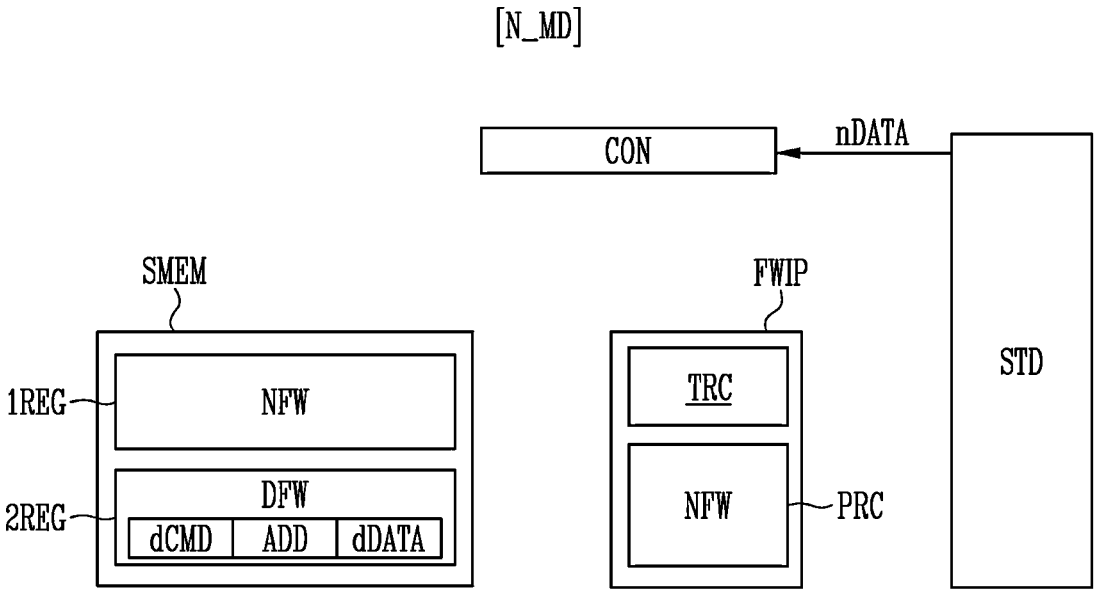 [N_MD]
CON
nDATA
SMEM
FWIP
STD
1REG
NFW
TRC
2REG
DFW
dCMD ADD dDATA
NFW
PRC